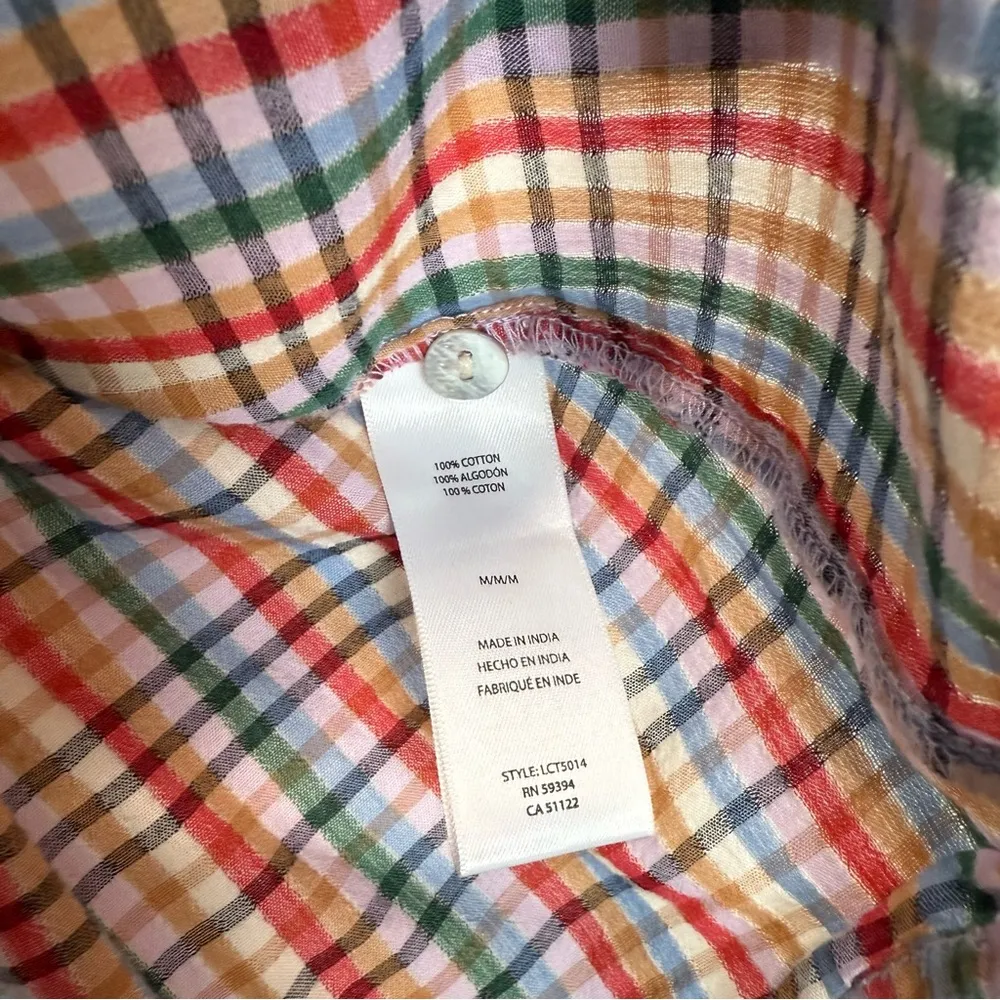 100% COTTON
100% ALGODÓN
100 % COTON
M/M/M
MADE IN INDIA
HECHO EN INDIA
FABRIQUÉ EN INDE
STYLE: LCT5014
RN 59394
CA 51122